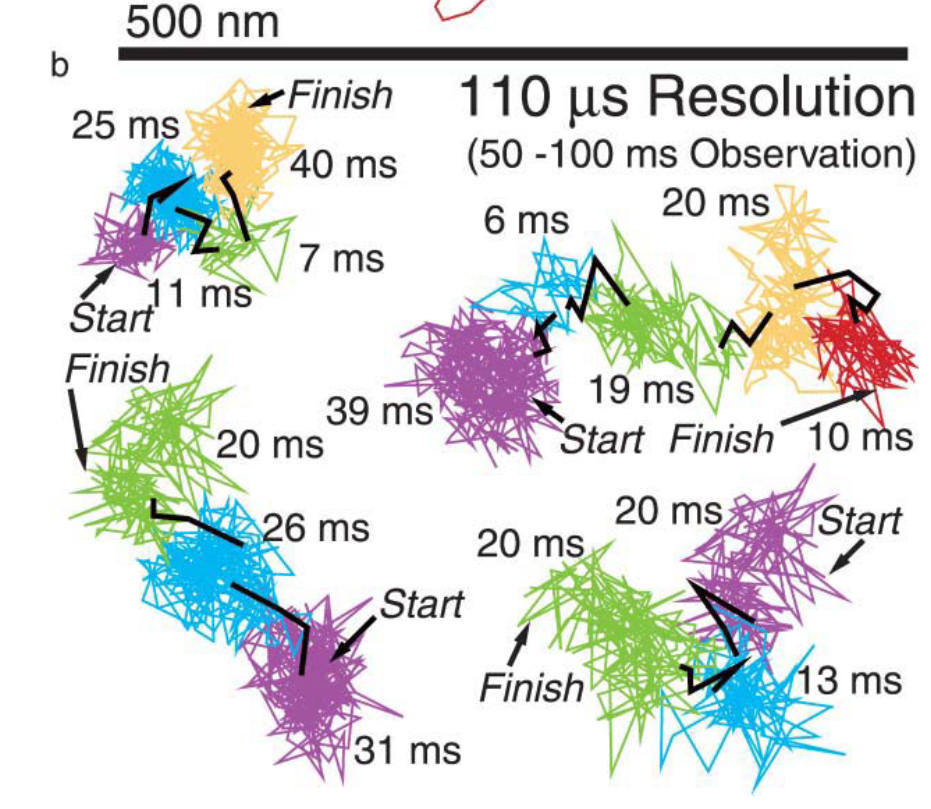 500 nm
b
110 μs Resolution
(50 -100 ms Observation)
Finish
25 ms
40 ms
7 ms
11 ms
Start
6 ms
20 ms
39 ms
19 ms
Start
Finish
10 ms
Finish
20 ms
26 ms
Start
31 ms
20 ms
Start
20 ms
Finish
13 ms